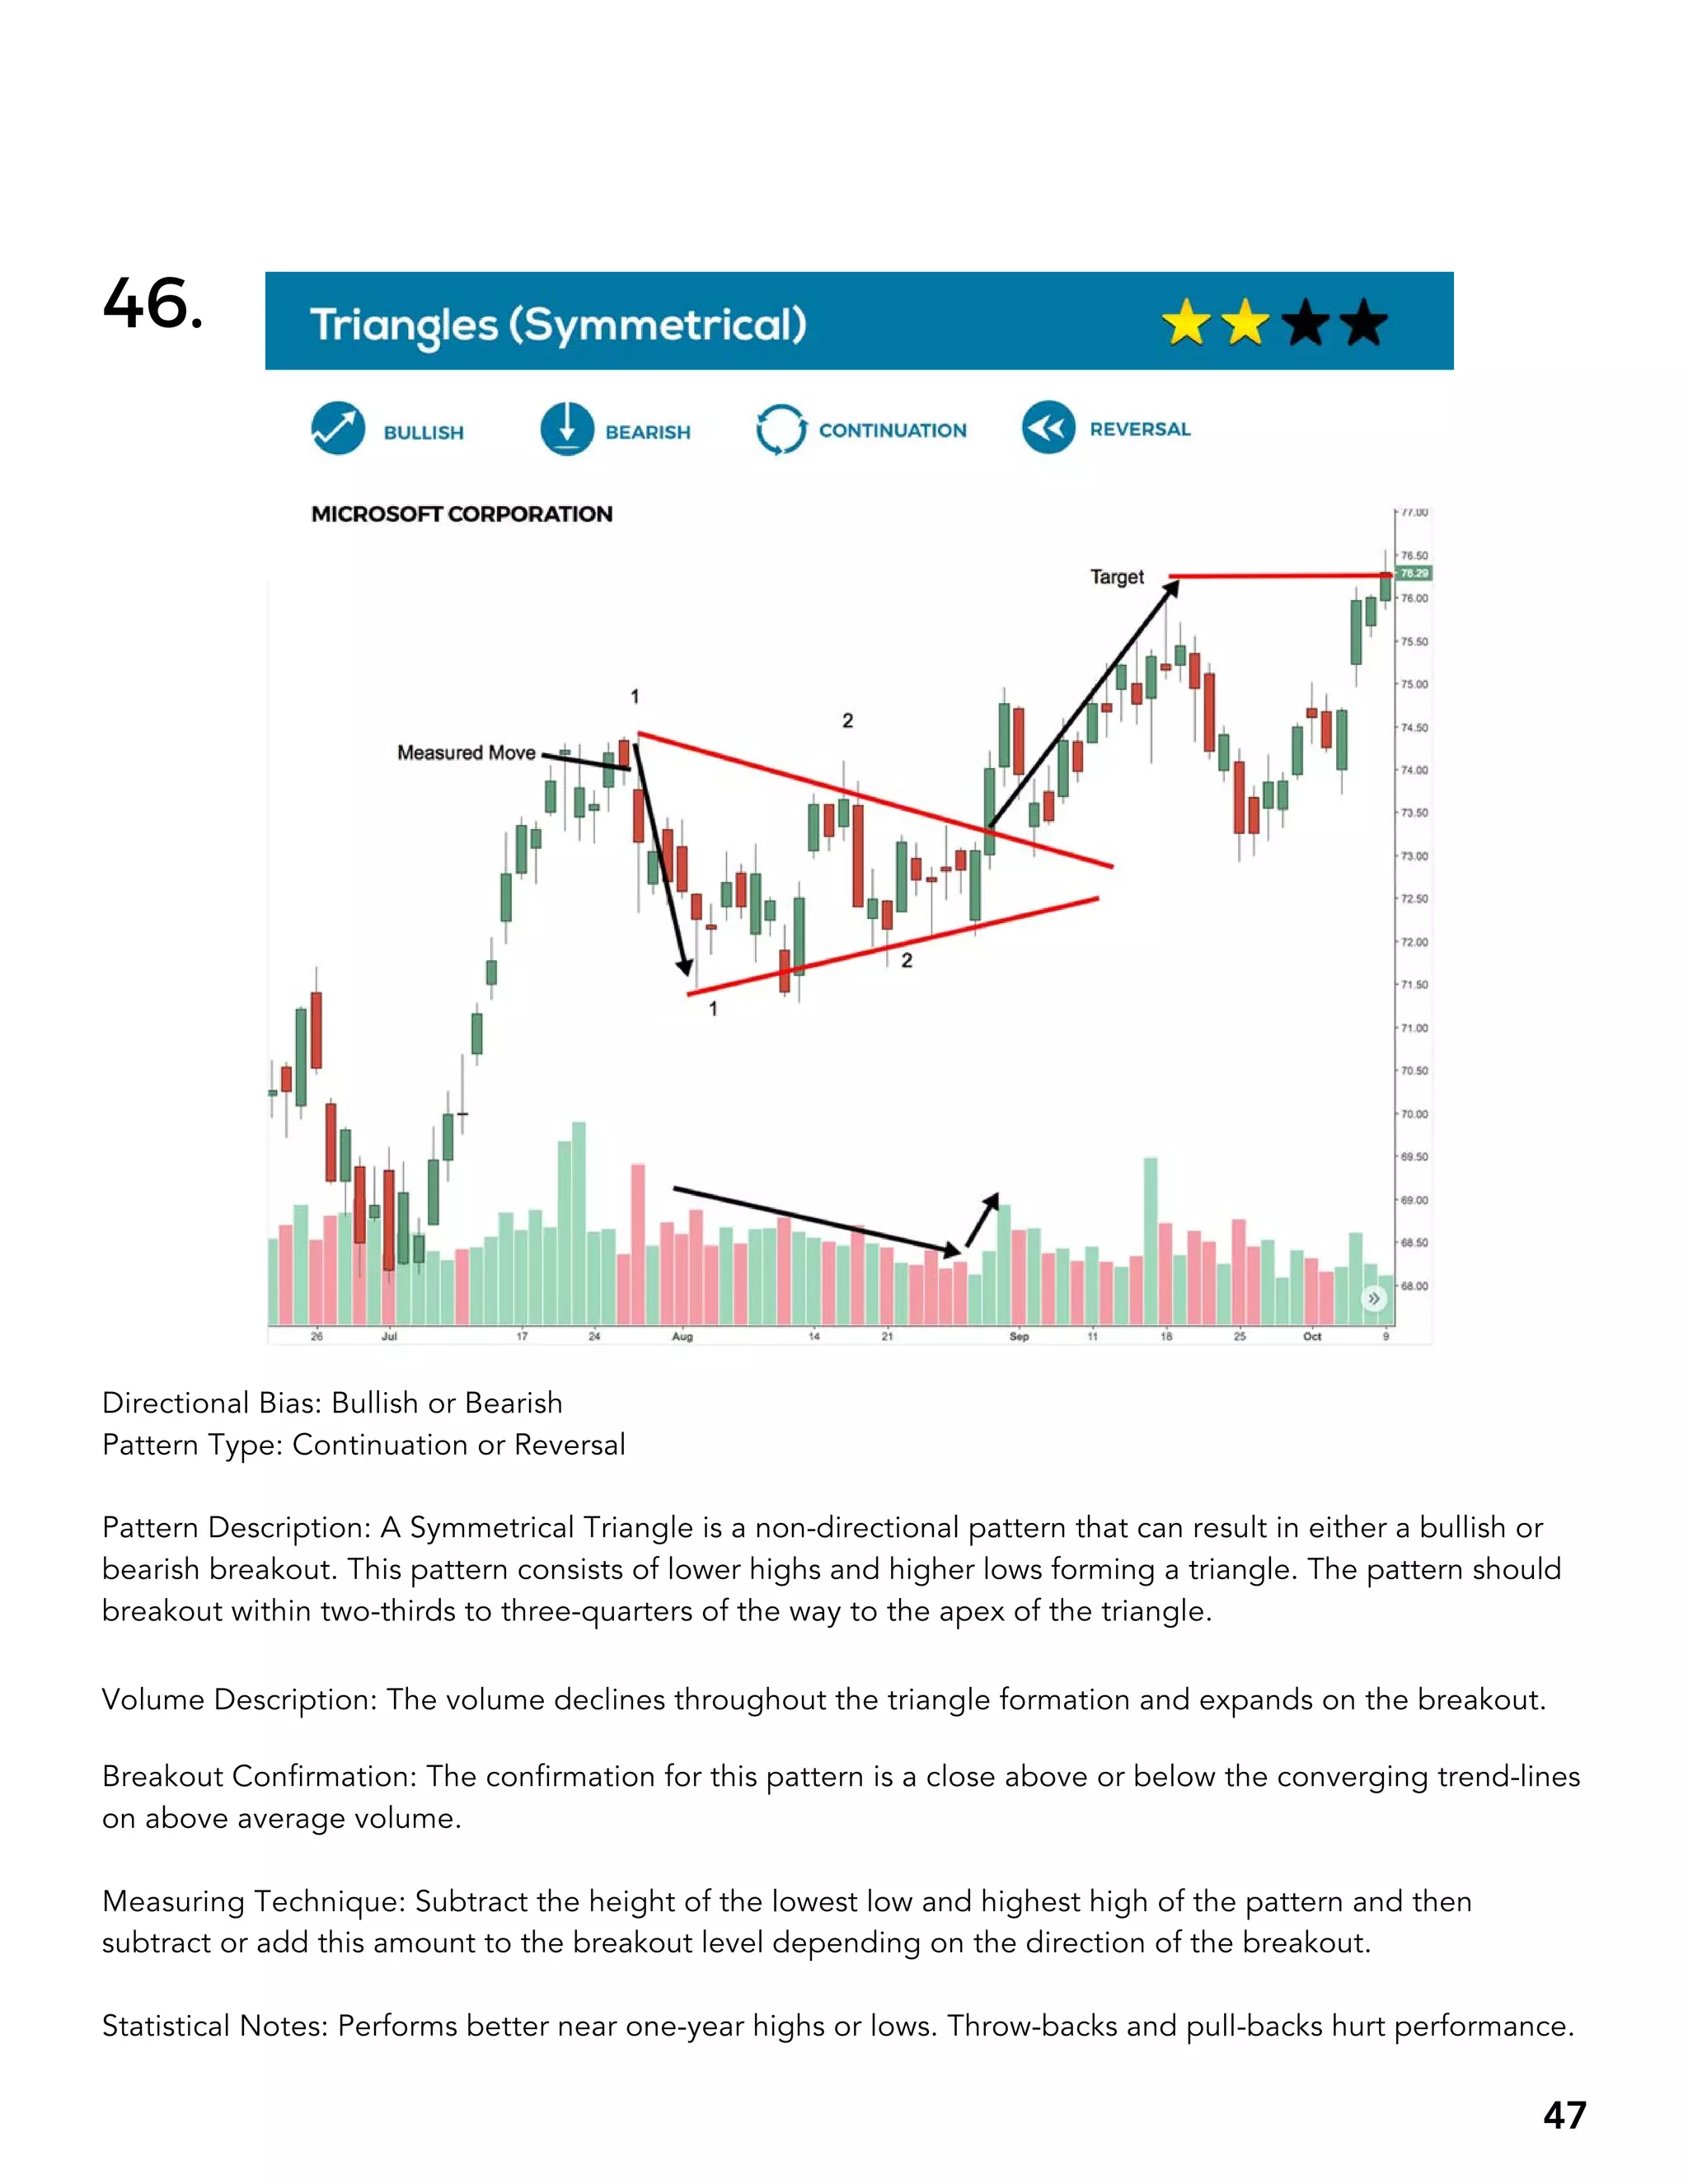 46.
Triangles (Symmetrical)
BULLISH
BEARISH
CONTINUATION
REVERSAL
MICROSOFT CORPORATION
77.00
76.50
76.29
76.00
75.50
75.00
74.50
74.00
73.50
73.00
72.50
72.00
71.50
71.00
70.50
70.00
69.50
69.00
68.50
68.00
Target
1
2
Measured Move
2
1
26 Jul 17 24 Aug 14 21 Sep 11 18 25 Oct 9
Directional Bias: Bullish or Bearish
Pattern Type: Continuation or Reversal
Pattern Description: A Symmetrical Triangle is a non-directional pattern that can result in either a bullish or
bearish breakout. This pattern consists of lower highs and higher lows forming a triangle. The pattern should
breakout within two-thirds to three-quarters of the way to the apex of the triangle.
Volume Description: The volume declines throughout the triangle formation and expands on the breakout.
Breakout Confirmation: The confirmation for this pattern is a close above or below the converging trend-lines
on above average volume.
Measuring Technique: Subtract the height of the lowest low and highest high of the pattern and then
subtract or add this amount to the breakout level depending on the direction of the breakout.
Statistical Notes: Performs better near one-year highs or lows. Throw-backs and pull-backs hurt performance.
47